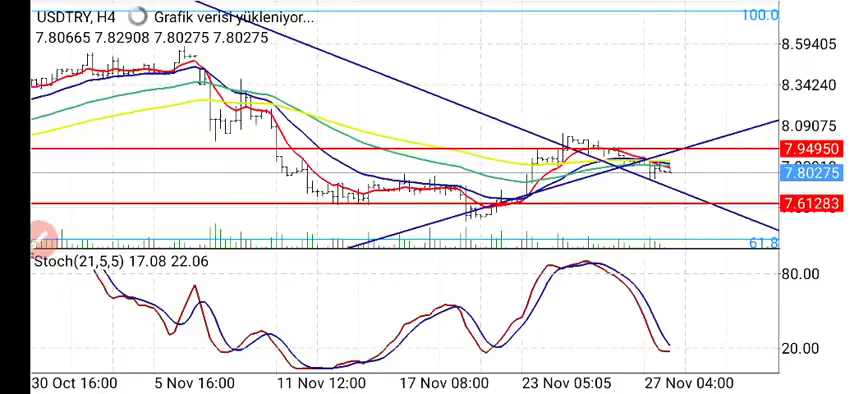 USDTRY, H4 Grafik verisi yükleniyor...
7.80665 7.82908 7.80275 7.80275
100.0
8.59405
8.34240
8.09075
7.94950
7.80275
7.61283
61.8
Stoch(21,5,5) 17.08 22.06
80.00
20.00
30 Oct 16:00 5 Nov 16:00 11 Nov 12:00 17 Nov 08:00 23 Nov 05:05 27 Nov 04:00